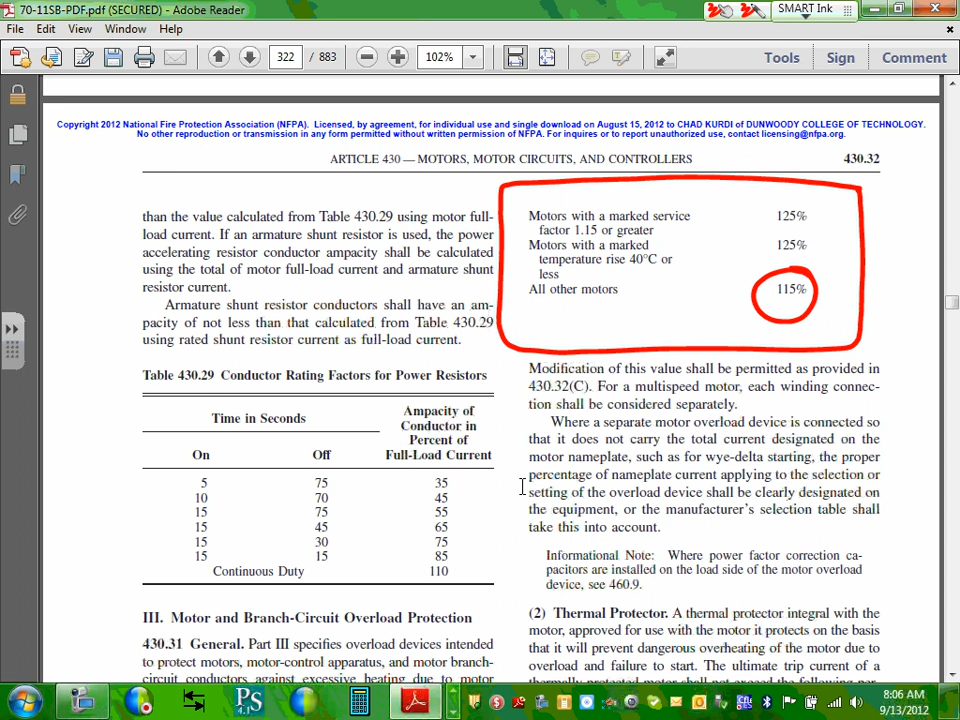 70-11SB-PDF.pdf (SECURED) - Adobe Reader
SMART Ink
File Edit View Window Help
322 / 883 102% Tools Sign Comment
Copyright 2012 National Fire Protection Association (NFPA). Licensed, by agreement, for individual use and single download on August 15, 2012 to CHAD KURDI of DUNWOODY COLLEGE OF TECHNOLOGY.
No other reproduction or transmission in any form permitted without written permission of NFPA. For inquires or to report unauthorized use, contact licensing@nfpa.org.
ARTICLE 430 — MOTORS, MOTOR CIRCUITS, AND CONTROLLERS 430.32
than the value calculated from Table 430.29 using motor full-
load current. If an armature shunt resistor is used, the power
accelerating resistor conductor ampacity shall be calculated
using the total of motor full-load current and armature shunt
resistor current.
Armature shunt resistor conductors shall have an am-
pacity of not less than that calculated from Table 430.29
using rated shunt resistor current as full-load current.
Table 430.29 Conductor Rating Factors for Power Resistors
Time in Seconds
Ampacity of
Conductor in
Percent of
Full-Load Current
On Off
5 75 35
10 70 45
15 75 55
15 45 65
15 30 75
15 15 85
Continuous Duty 110
III. Motor and Branch-Circuit Overload Protection
430.31 General. Part III specifies overload devices intended
to protect motors, motor-control apparatus, and motor branch-
circuit conductors against excessive heating due to motor
Motors with a marked service 125%
factor 1.15 or greater
Motors with a marked 125%
temperature rise 40°C or
less
All other motors 115%
Modification of this value shall be permitted as provided in
430.32(C). For a multispeed motor, each winding connec-
tion shall be considered separately.
Where a separate motor overload device is connected so
that it does not carry the total current designated on the
motor nameplate, such as for wye-delta starting, the proper
percentage of nameplate current applying to the selection or
setting of the overload device shall be clearly designated on
the equipment, or the manufacturer's selection table shall
take this into account.
Informational Note: Where power factor correction ca-
pacitors are installed on the load side of the motor overload
device, see 460.9.
(2) Thermal Protector. A thermal protector integral with the
motor, approved for use with the motor it protects on the basis
that it will prevent dangerous overheating of the motor due to
overload and failure to start. The ultimate trip current of a
thermally protected motor shall not exceed the following per-
PS
8:06 AM
9/13/2012